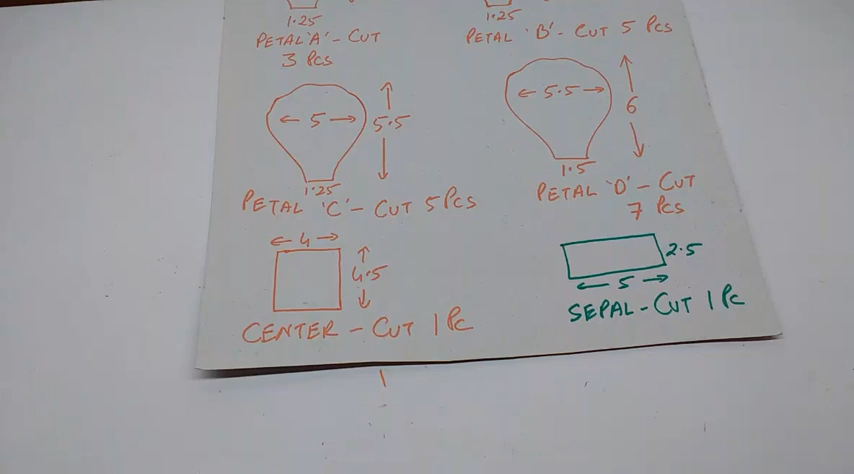 1.25
PETAL 'A' - CUT
3 PCS
1.25
PETAL 'B' - CUT 5 PCS
5
5.5
1.25
PETAL 'C' - CUT 5 PCS
5.5
6
1.5
PETAL 'D' - CUT
7 PCS
4
4.5
CENTER - CUT 1 PC
2.5
5
SEPAL - CUT 1 PC